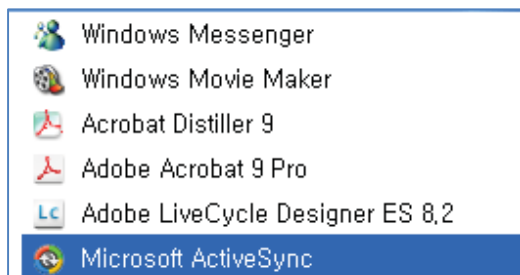 Windows Messenger
Windows Movie Maker
Acrobat Distiller 9
Adobe Acrobat 9 Pro
LC Adobe LiveCycle Designer ES 8,2
Microsoft ActiveSync